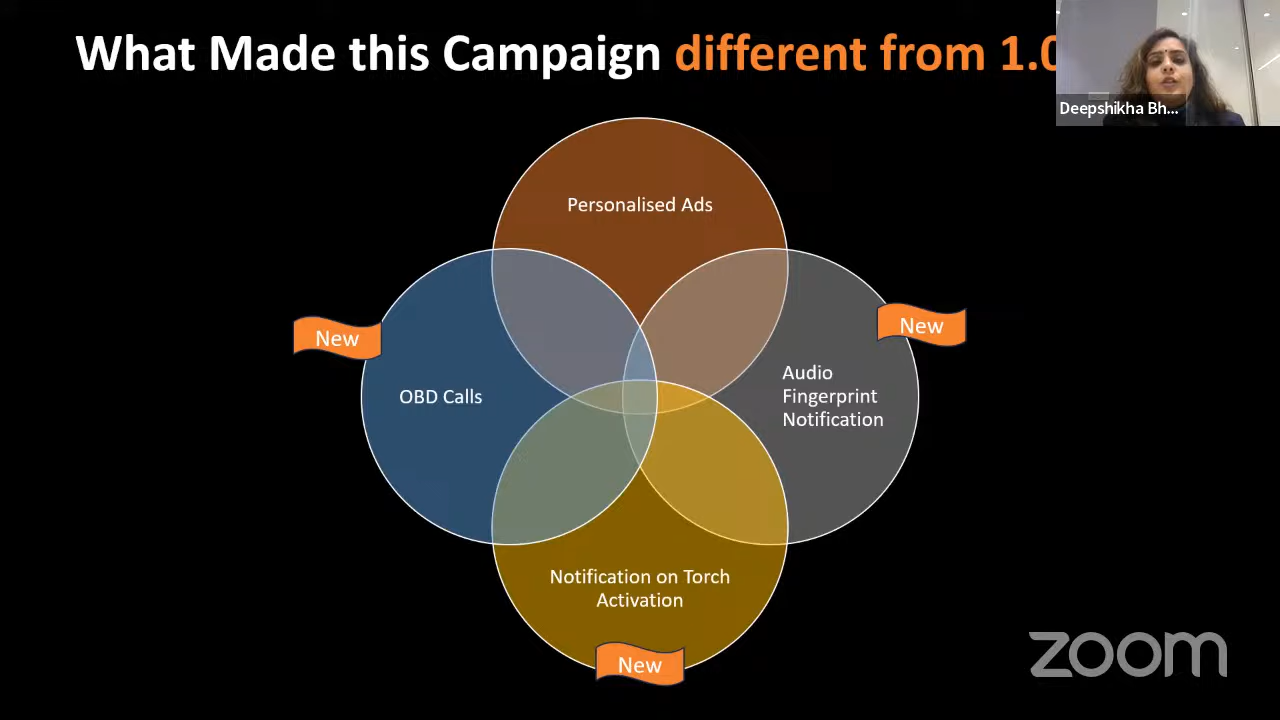 What Made this Campaign different from 1.0
Deepshikha Bh...
Personalised Ads
New
New
OBD Calls
Audio
Fingerprint
Notification
Notification on Torch
Activation
New
zoom